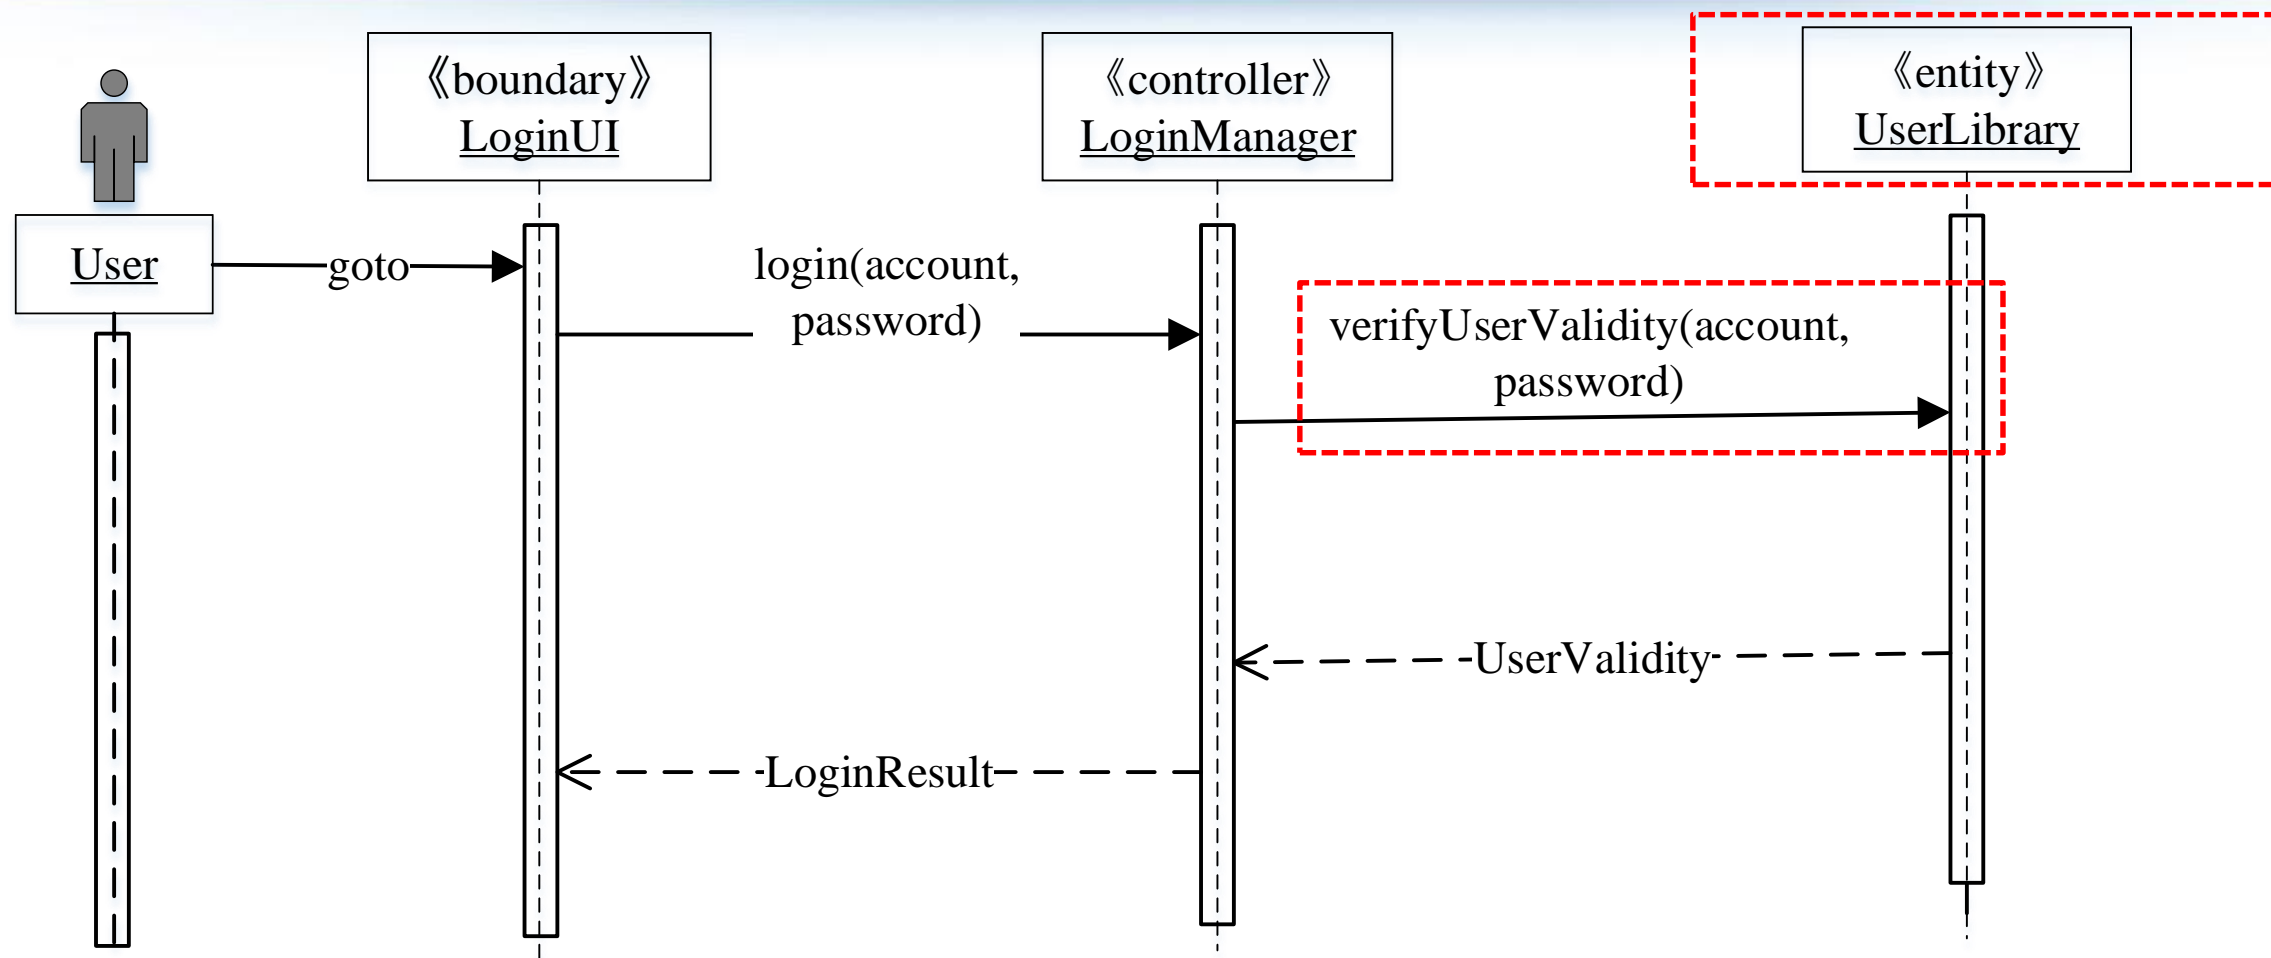 《boundary》
LoginUI
《controller》
LoginManager
《entity》
UserLibrary
User
goto
login(account,
password)
verifyUserValidity(account,
password)
UserValidity
LoginResult